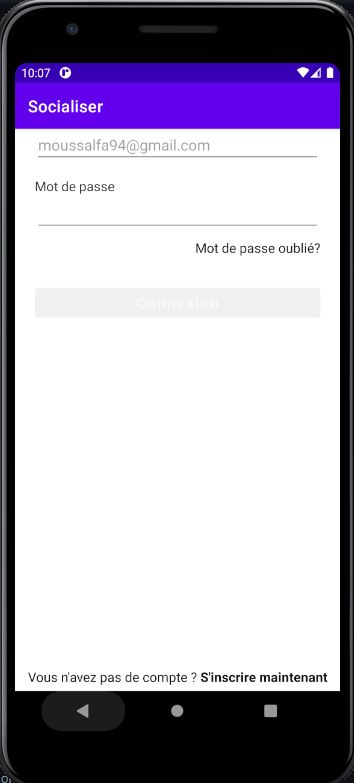 10:07
Socialiser
moussalfa94@gmail.com
Mot de passe
Mot de passe oublié?
Connexion
Vous n'avez pas de compte ? S'inscrire maintenant